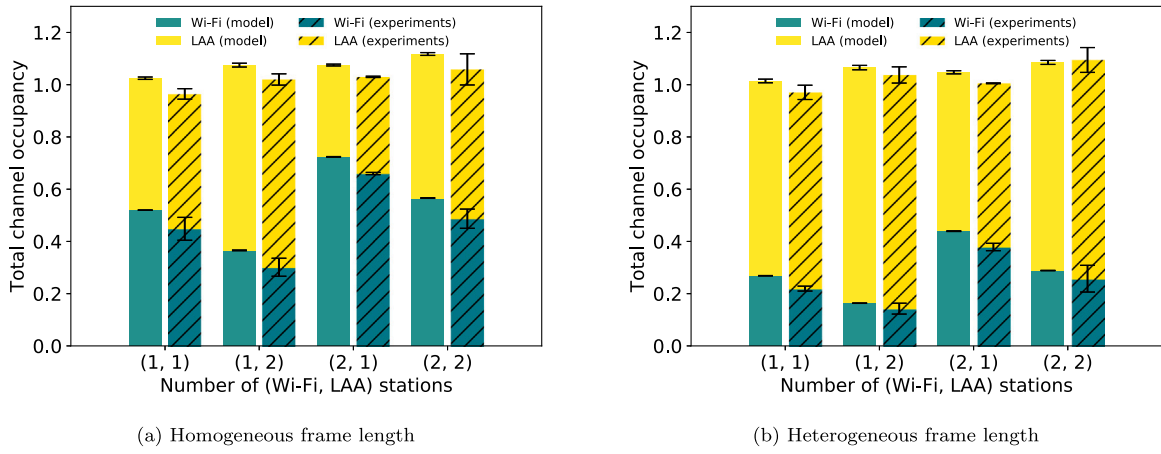 Wi-Fi (model)
LAA (model)
Wi-Fi (experiments)
LAA (experiments)
1.2
1.0
0.8
0.6
0.4
0.2
0.0
Total channel occupancy
(1, 1) (1, 2) (2, 1) (2, 2)
Number of (Wi-Fi, LAA) stations
(a) Homogeneous frame length
Wi-Fi (model)
LAA (model)
Wi-Fi (experiments)
LAA (experiments)
1.2
1.0
0.8
0.6
0.4
0.2
0.0
Total channel occupancy
(1, 1) (1, 2) (2, 1) (2, 2)
Number of (Wi-Fi, LAA) stations
(b) Heterogeneous frame length